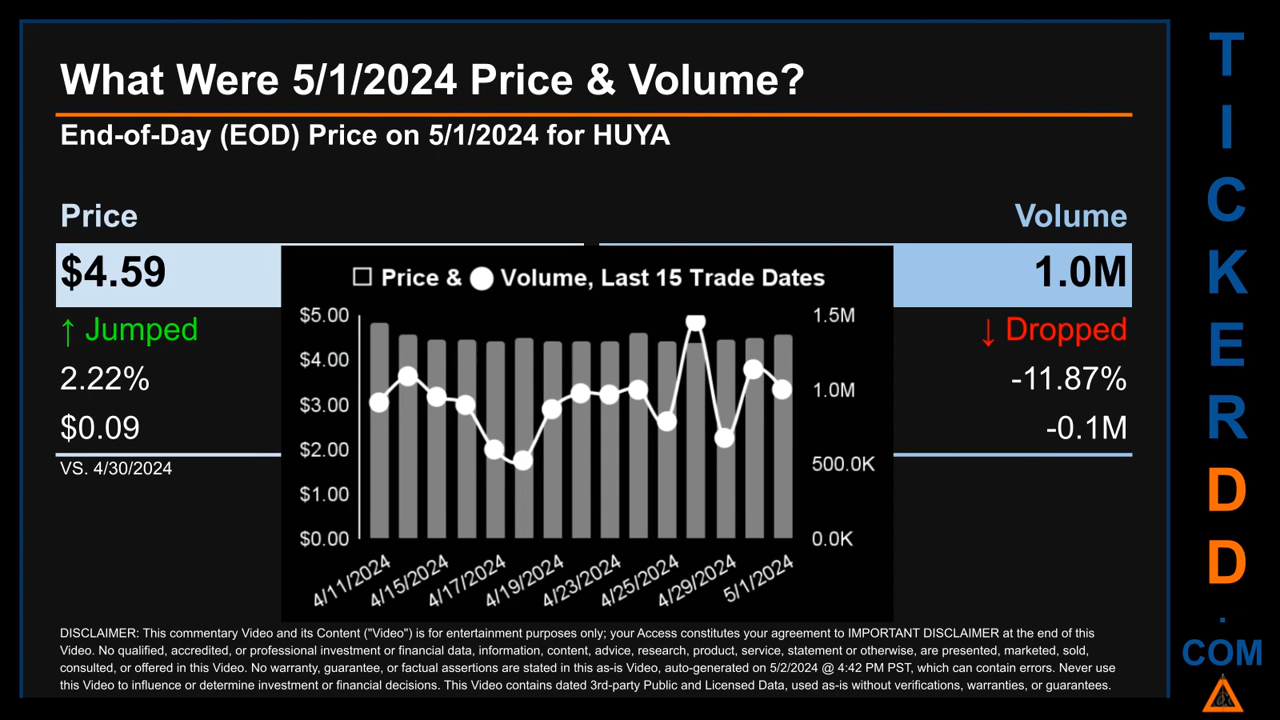 What Were 5/1/2024 Price & Volume?
End-of-Day (EOD) Price on 5/1/2024 for HUYA
Price
Volume
$4.59
1.0M
↑ Jumped
↓ Dropped
2.22%
-11.87%
$0.09
-0.1M
VS. 4/30/2024
Price & Volume, Last 15 Trade Dates
$5.00
$4.00
$3.00
$2.00
$1.00
$0.00
1.5M
1.0M
500.0K
0.0K
4/11/2024
4/15/2024
4/17/2024
4/19/2024
4/23/2024
4/25/2024
4/29/2024
5/1/2024
DISCLAIMER: This commentary Video and its Content ("Video") is for entertainment purposes only; your Access constitutes your agreement to IMPORTANT DISCLAIMER at the end of this
Video. No qualified, accredited, or professional investment or financial data, information, content, advice, research, product, service, statement or otherwise, are presented, marketed, sold,
consulted, or offered in this Video. No warranty, guarantee, or factual assertions are stated in this as-is Video, auto-generated on 5/2/2024 @ 4:42 PM PST, which can contain errors. Never use
this Video to influence or determine investment or financial decisions. This Video contains dated 3rd-party Public and Licensed Data, used as-is without verifications, warranties, or guarantees.
T
I
C
K
E
R
D
D
.
COM